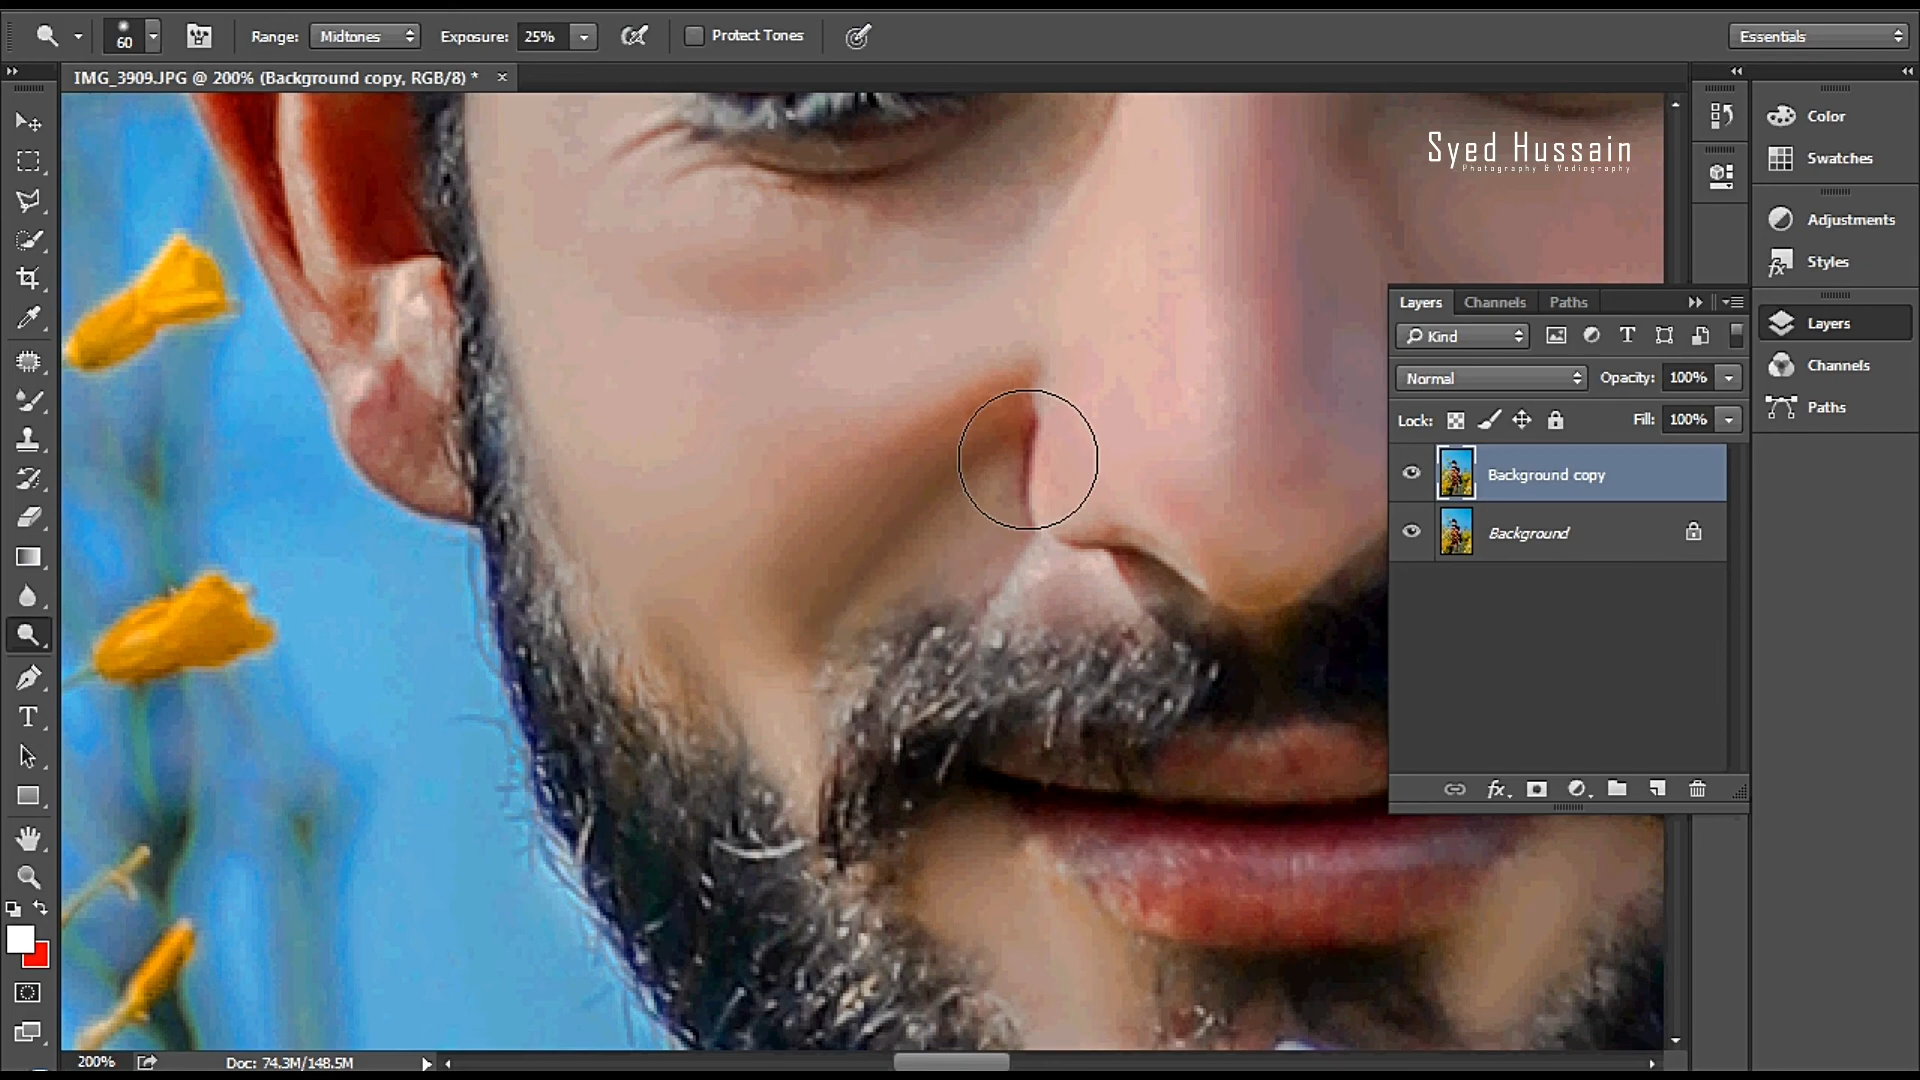 60
Range: Midtones Exposure: 25% Protect Tones
Essentials
IMG_3909.JPG @ 200% (Background copy, RGB/8) * ×
Syed Hussain
Photography & Vediography
Color
Swatches
Adjustments
Styles
Layers
Channels
Paths
Layers Channels Paths
Kind
Normal Opacity: 100%
Lock: Fill: 100%
Background copy
Background
200% Doc: 74.3M/148.5M